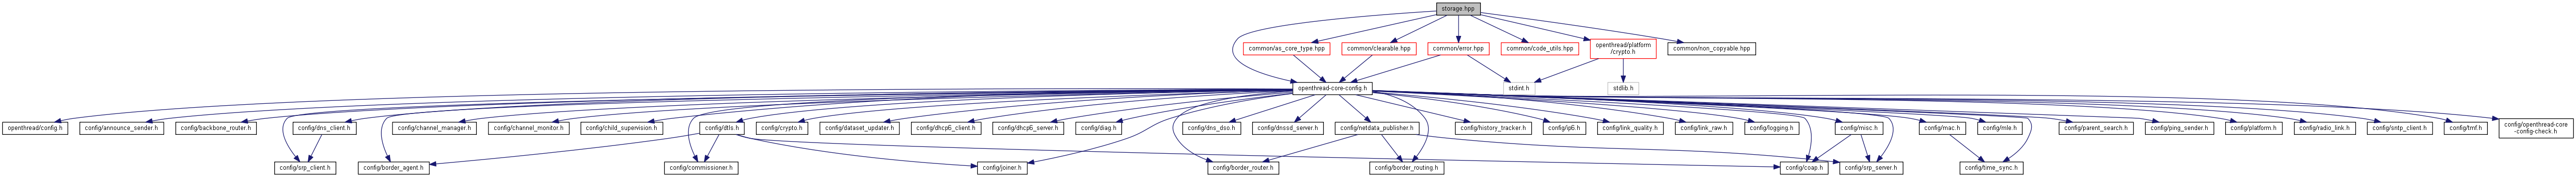 storage.hpp
common/as_core_type.hpp
common/clearable.hpp
common/error.hpp
common/code_utils.hpp
openthread/platform
/crypto.h
common/non_copyable.hpp
openthread-core-config.h
stdint.h
stdlib.h
openthread/config.h
config/announce_sender.h
config/backbone_router.h
config/dns_client.h
config/channel_manager.h
config/channel_monitor.h
config/child_supervision.h
config/dtls.h
config/crypto.h
config/dataset_updater.h
config/dhcp6_client.h
config/dhcp6_server.h
config/diag.h
config/dns_dso.h
config/dnssd_server.h
config/netdata_publisher.h
config/history_tracker.h
config/ip6.h
config/link_quality.h
config/link_raw.h
config/logging.h
config/misc.h
config/mac.h
config/mle.h
config/parent_search.h
config/ping_sender.h
config/platform.h
config/radio_link.h
config/sntp_client.h
config/tmf.h
config/openthread-core
-config-check.h
config/srp_client.h
config/border_agent.h
config/commissioner.h
config/joiner.h
config/border_router.h
config/border_routing.h
config/coap.h
config/srp_server.h
config/time_sync.h